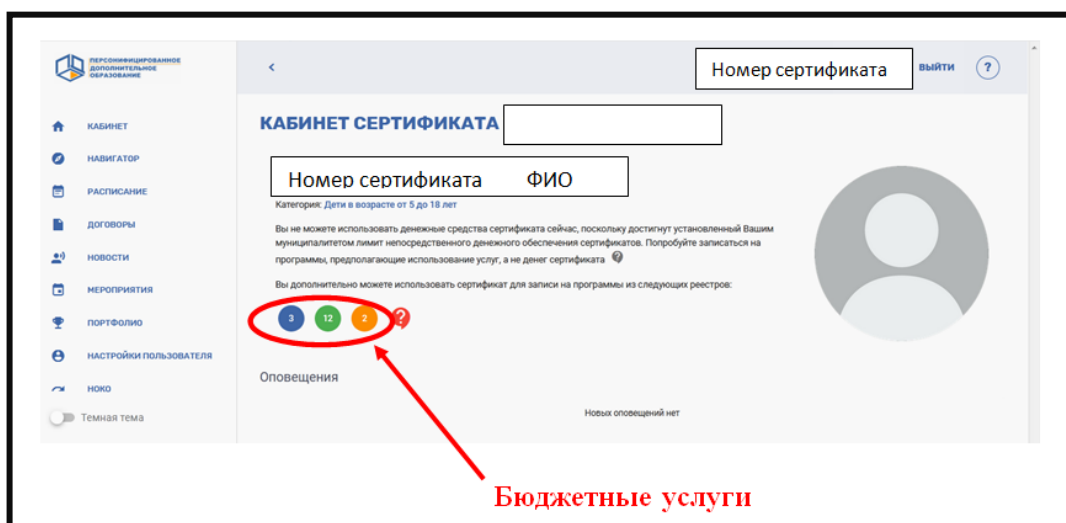 ПЕРСОНИФИЦИРОВАННОЕ
ДОПОЛНИТЕЛЬНОЕ
ОБРАЗОВАНИЕ
<
Номер сертификата
ВЫЙТИ
?
КАБИНЕТ
НАВИГАТОР
РАСПИСАНИЕ
ДОГОВОРЫ
НОВОСТИ
МЕРОПРИЯТИЯ
ПОРТФОЛИО
НАСТРОЙКИ ПОЛЬЗОВАТЕЛЯ
НОКО
Темная тема
КАБИНЕТ СЕРТИФИКАТА
Номер сертификата ФИО
Категория: Дети в возрасте от 5 до 18 лет
Вы не можете использовать денежные средства сертификата сейчас, поскольку достигнут установленный Вашим
муниципалитетом лимит непосредственного денежного обеспечения сертификатов. Попробуйте записаться на
программы, предполагающие использование услуг, а не денег сертификата ?
Вы дополнительно можете использовать сертификат для записи на программы из следующих реестров:
3 12 2 ?
Оповещения
Новых оповещений нет
Бюджетные услуги